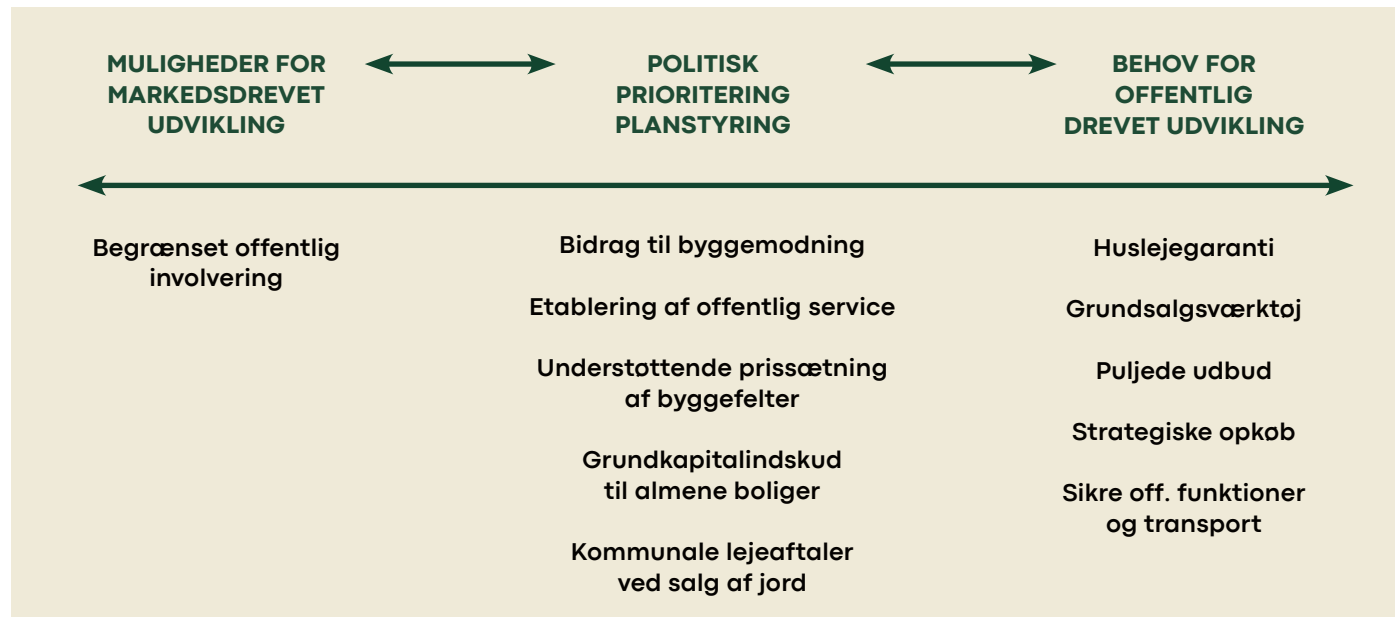 MULIGHEDER FOR
MARKEDSDREVET
UDVIKLING
POLITISK
PRIORITERING
PLANSTYRING
BEHOV FOR
OFFENTLIG
DREVET UDVIKLING
Begrænset offentlig
involvering
Bidrag til byggemodning
Etablering af offentlig service
Understøttende prissætning
af byggefelter
Grundkapitalindskud
til almene boliger
Kommunale lejeaftaler
ved salg af jord
Huslejegaranti
Grundsalgsværktøj
Puljede udbud
Strategiske opkøb
Sikre off. funktioner
og transport